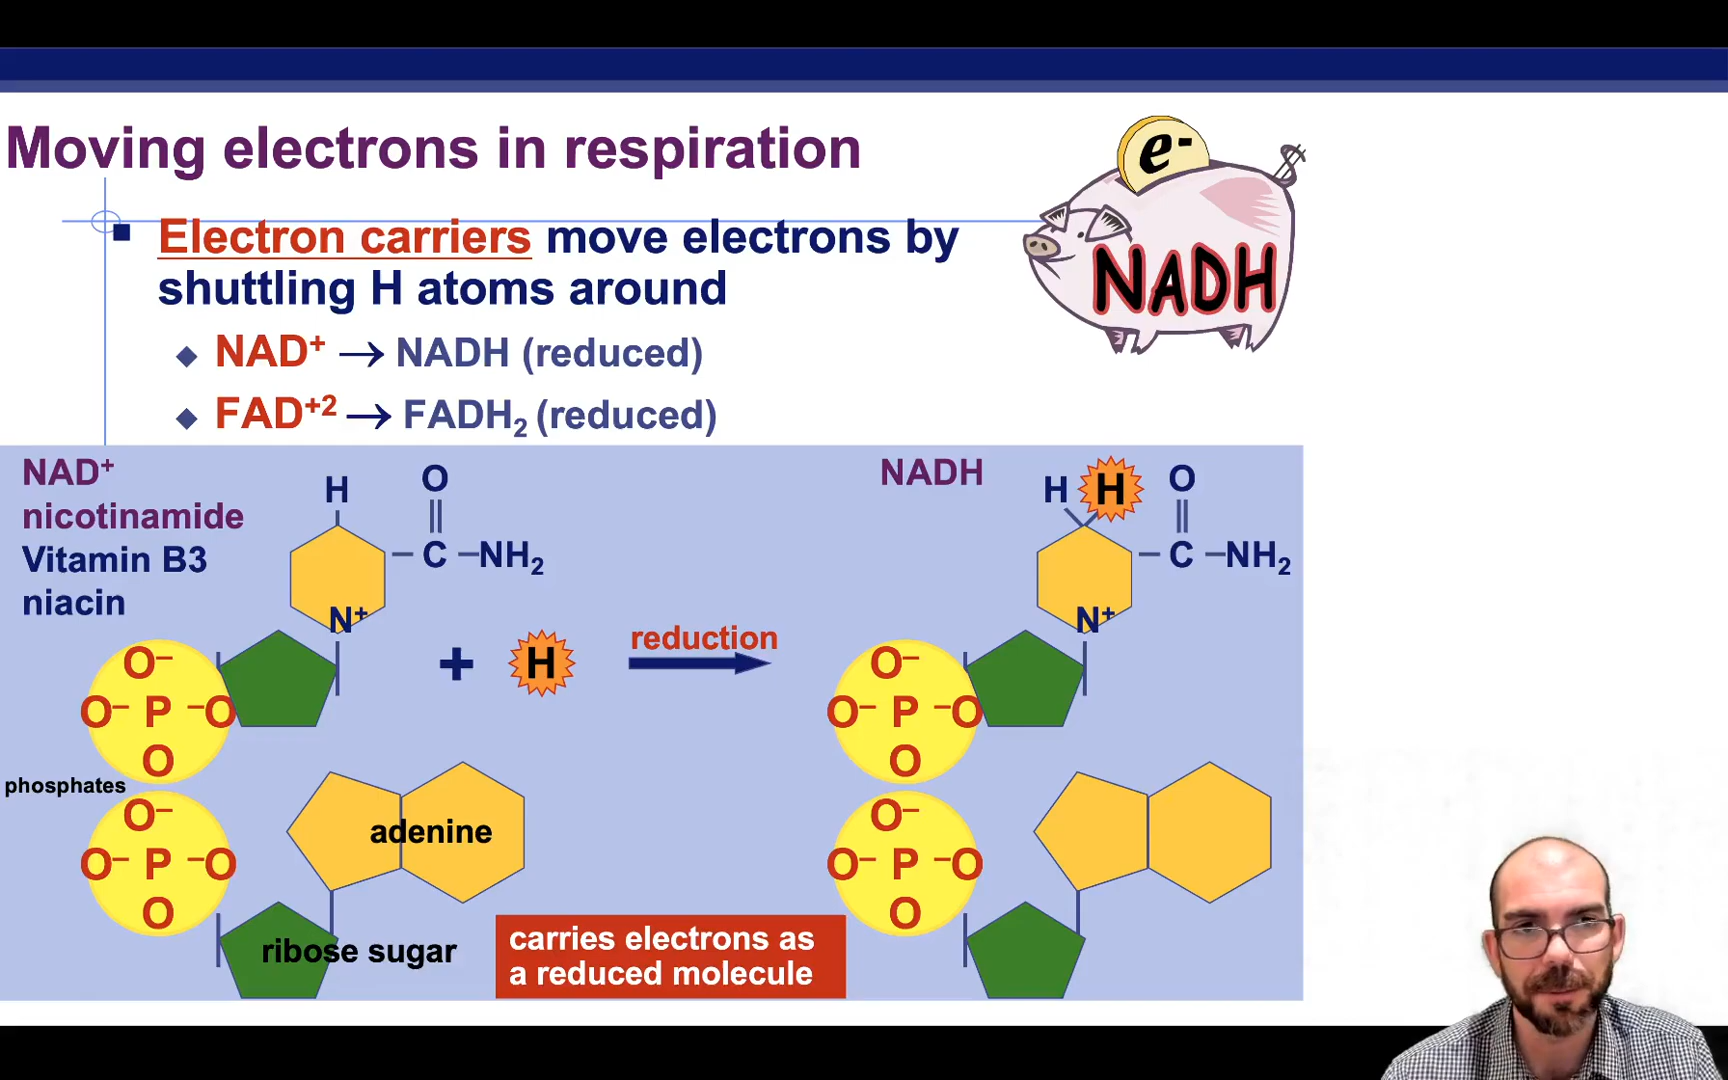 Moving electrons in respiration
e-
NADH
Electron carriers move electrons by
shuttling H atoms around
NAD⁺ → NADH (reduced)
FAD⁺² → FADH₂ (reduced)
NAD⁺
nicotinamide
Vitamin B3
niacin
H
O
C –NH₂
N⁺
+ H
reduction
NADH
H H
O
C –NH₂
N⁺
O–
O– P –O
O
phosphates
O–
O– P –O
O
adenine
ribose sugar
carries electrons as
a reduced molecule
O–
O– P –O
O
O–
O– P –O
O